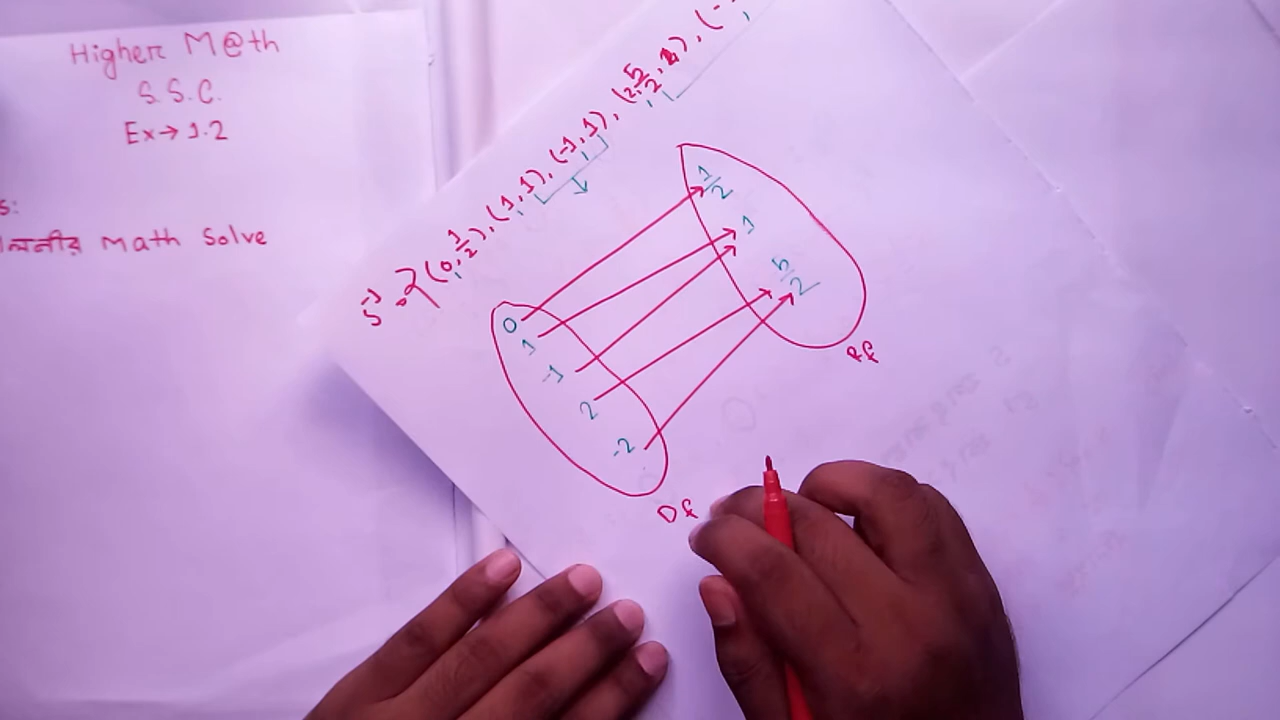 Higher M@th
S.S.C.
Ex→1.2
s:
Math Solve
{(0, 1/2), (1, 1), (-1, 1), (2, 5/2), (-
0
1
-1
2
-2
Df
1/2
1
5/2
Rf